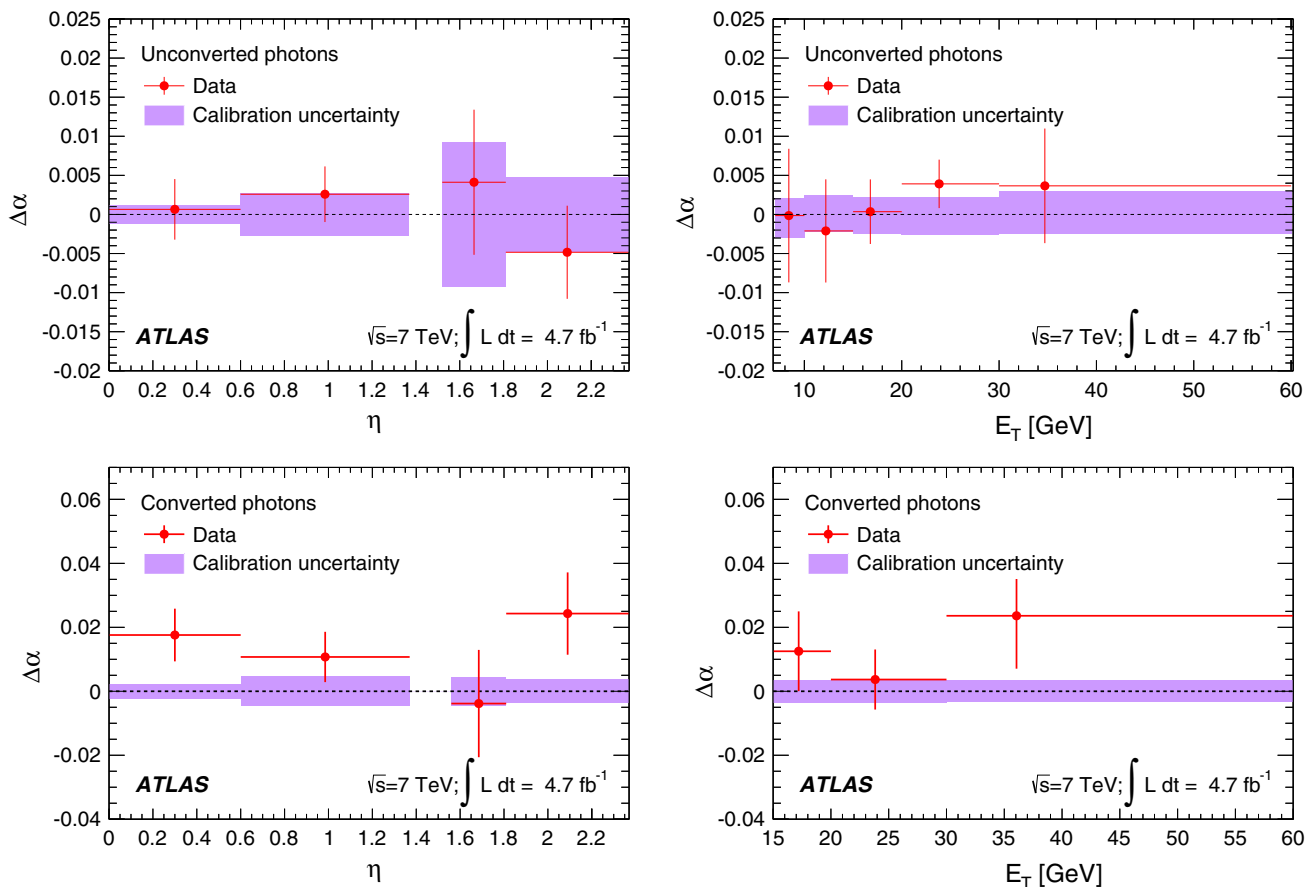 0.025
0.02
0.015
0.01
0.005
0
-0.005
-0.01
-0.015
-0.02
Δα
Unconverted photons
Data
Calibration uncertainty
ATLAS
√s=7 TeV; ∫ L dt = 4.7 fb⁻¹
0 0.2 0.4 0.6 0.8 1 1.2 1.4 1.6 1.8 2 2.2
η
0.025
0.02
0.015
0.01
0.005
0
-0.005
-0.01
-0.015
-0.02
Δα
Unconverted photons
Data
Calibration uncertainty
ATLAS
√s=7 TeV; ∫ L dt = 4.7 fb⁻¹
10 20 30 40 50 60
E_T [GeV]
0.06
0.04
0.02
0
-0.02
-0.04
Δα
Converted photons
Data
Calibration uncertainty
ATLAS
√s=7 TeV; ∫ L dt = 4.7 fb⁻¹
0 0.2 0.4 0.6 0.8 1 1.2 1.4 1.6 1.8 2 2.2
η
0.06
0.04
0.02
0
-0.02
-0.04
Δα
Converted photons
Data
Calibration uncertainty
ATLAS
√s=7 TeV; ∫ L dt = 4.7 fb⁻¹
15 20 25 30 35 40 45 50 55 60
E_T [GeV]